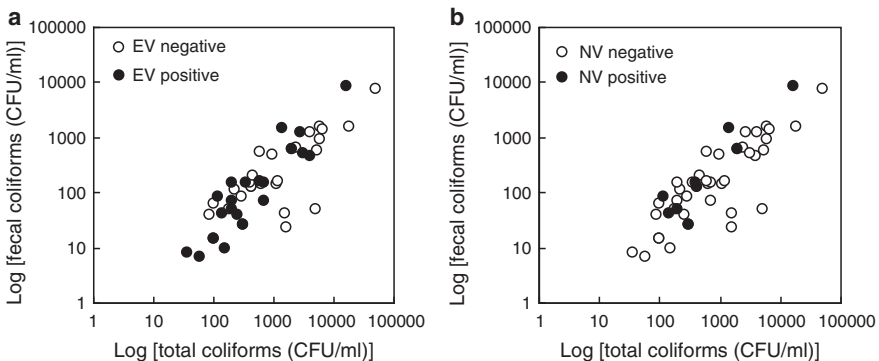 a
EV negative
EV positive
Log [fecal coliforms (CFU/ml)]
100000
10000
1000
100
10
1
1 10 100 1000 10000 100000
Log [total coliforms (CFU/ml)]
b
NV negative
NV positive
Log [fecal coliforms (CFU/ml)]
100000
10000
1000
100
10
1
1 10 100 1000 10000 100000
Log [total coliforms (CFU/ml)]